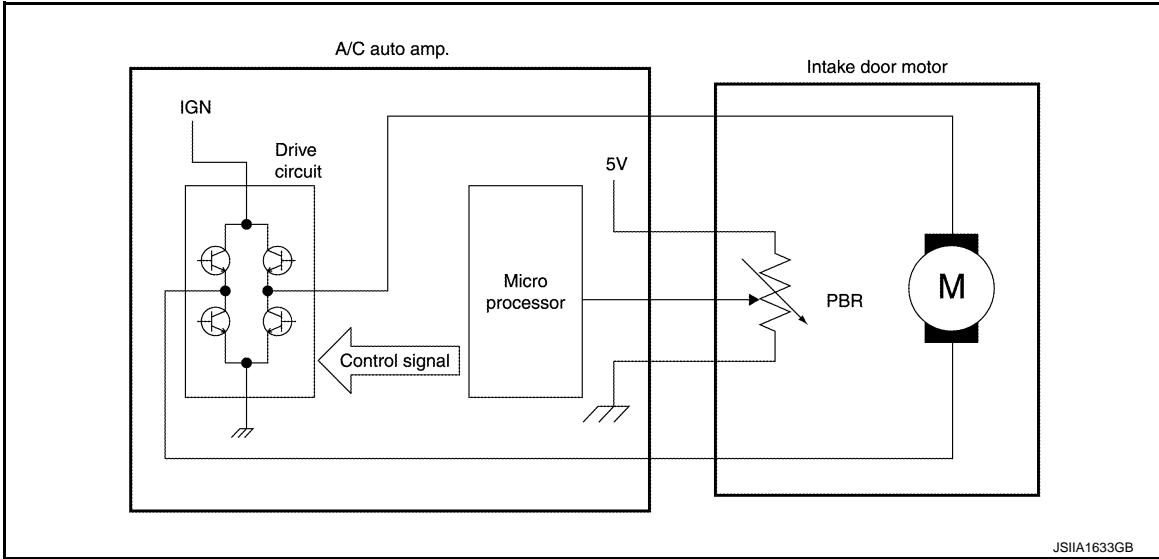 A/C auto amp.
Intake door motor
IGN
Drive
circuit
5V
Micro
processor
PBR
M
Control signal
JSIIA1633GB